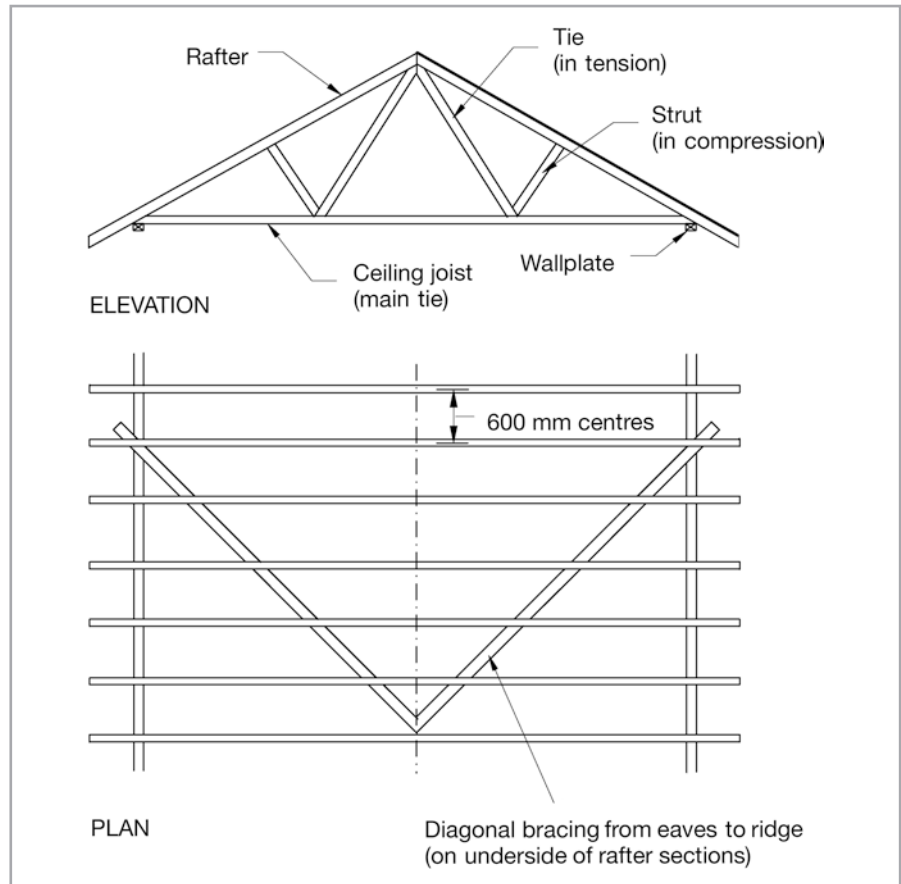 Rafter
Tie
(in tension)
Strut
(in compression)
Wallplate
Ceiling joist
(main tie)
ELEVATION
600 mm centres
PLAN
Diagonal bracing from eaves to ridge
(on underside of rafter sections)